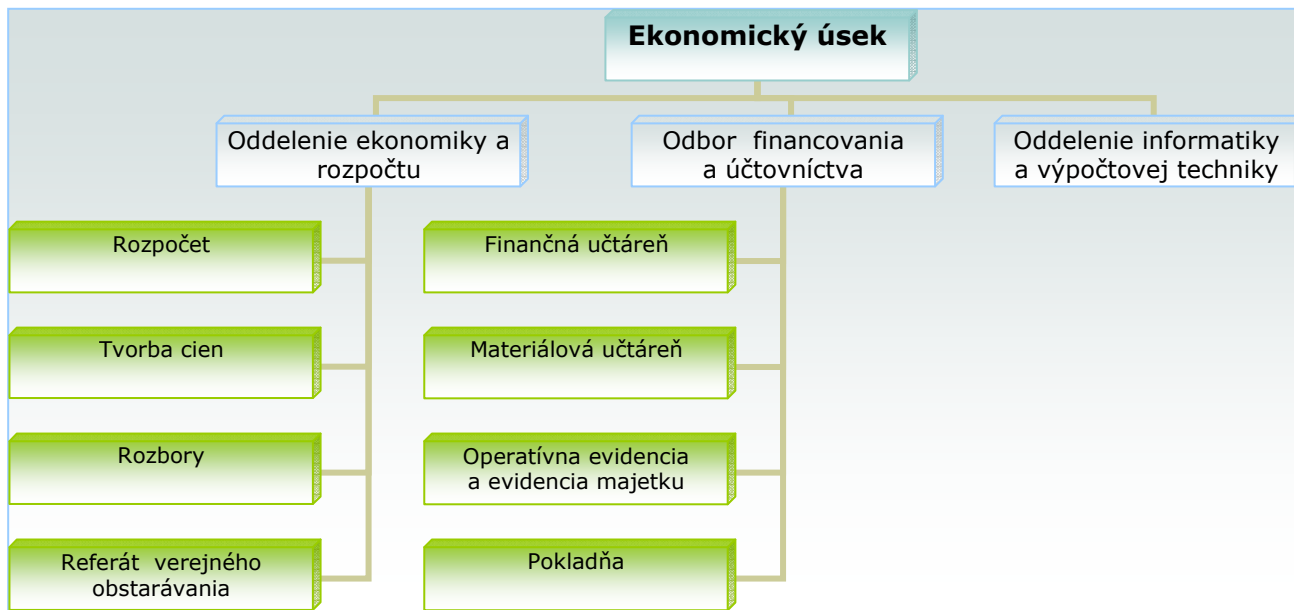 Ekonomický úsek
Oddelenie ekonomiky a
rozpočtu
Odbor financovania
a účtovníctva
Oddelenie informatiky
a výpočtovej techniky
Rozpočet
Finančná učtáreň
Tvorba cien
Materiálová učtáreň
Rozbory
Operatívna evidencia
a evidencia majetku
Referát verejného
obstarávania
Pokladňa